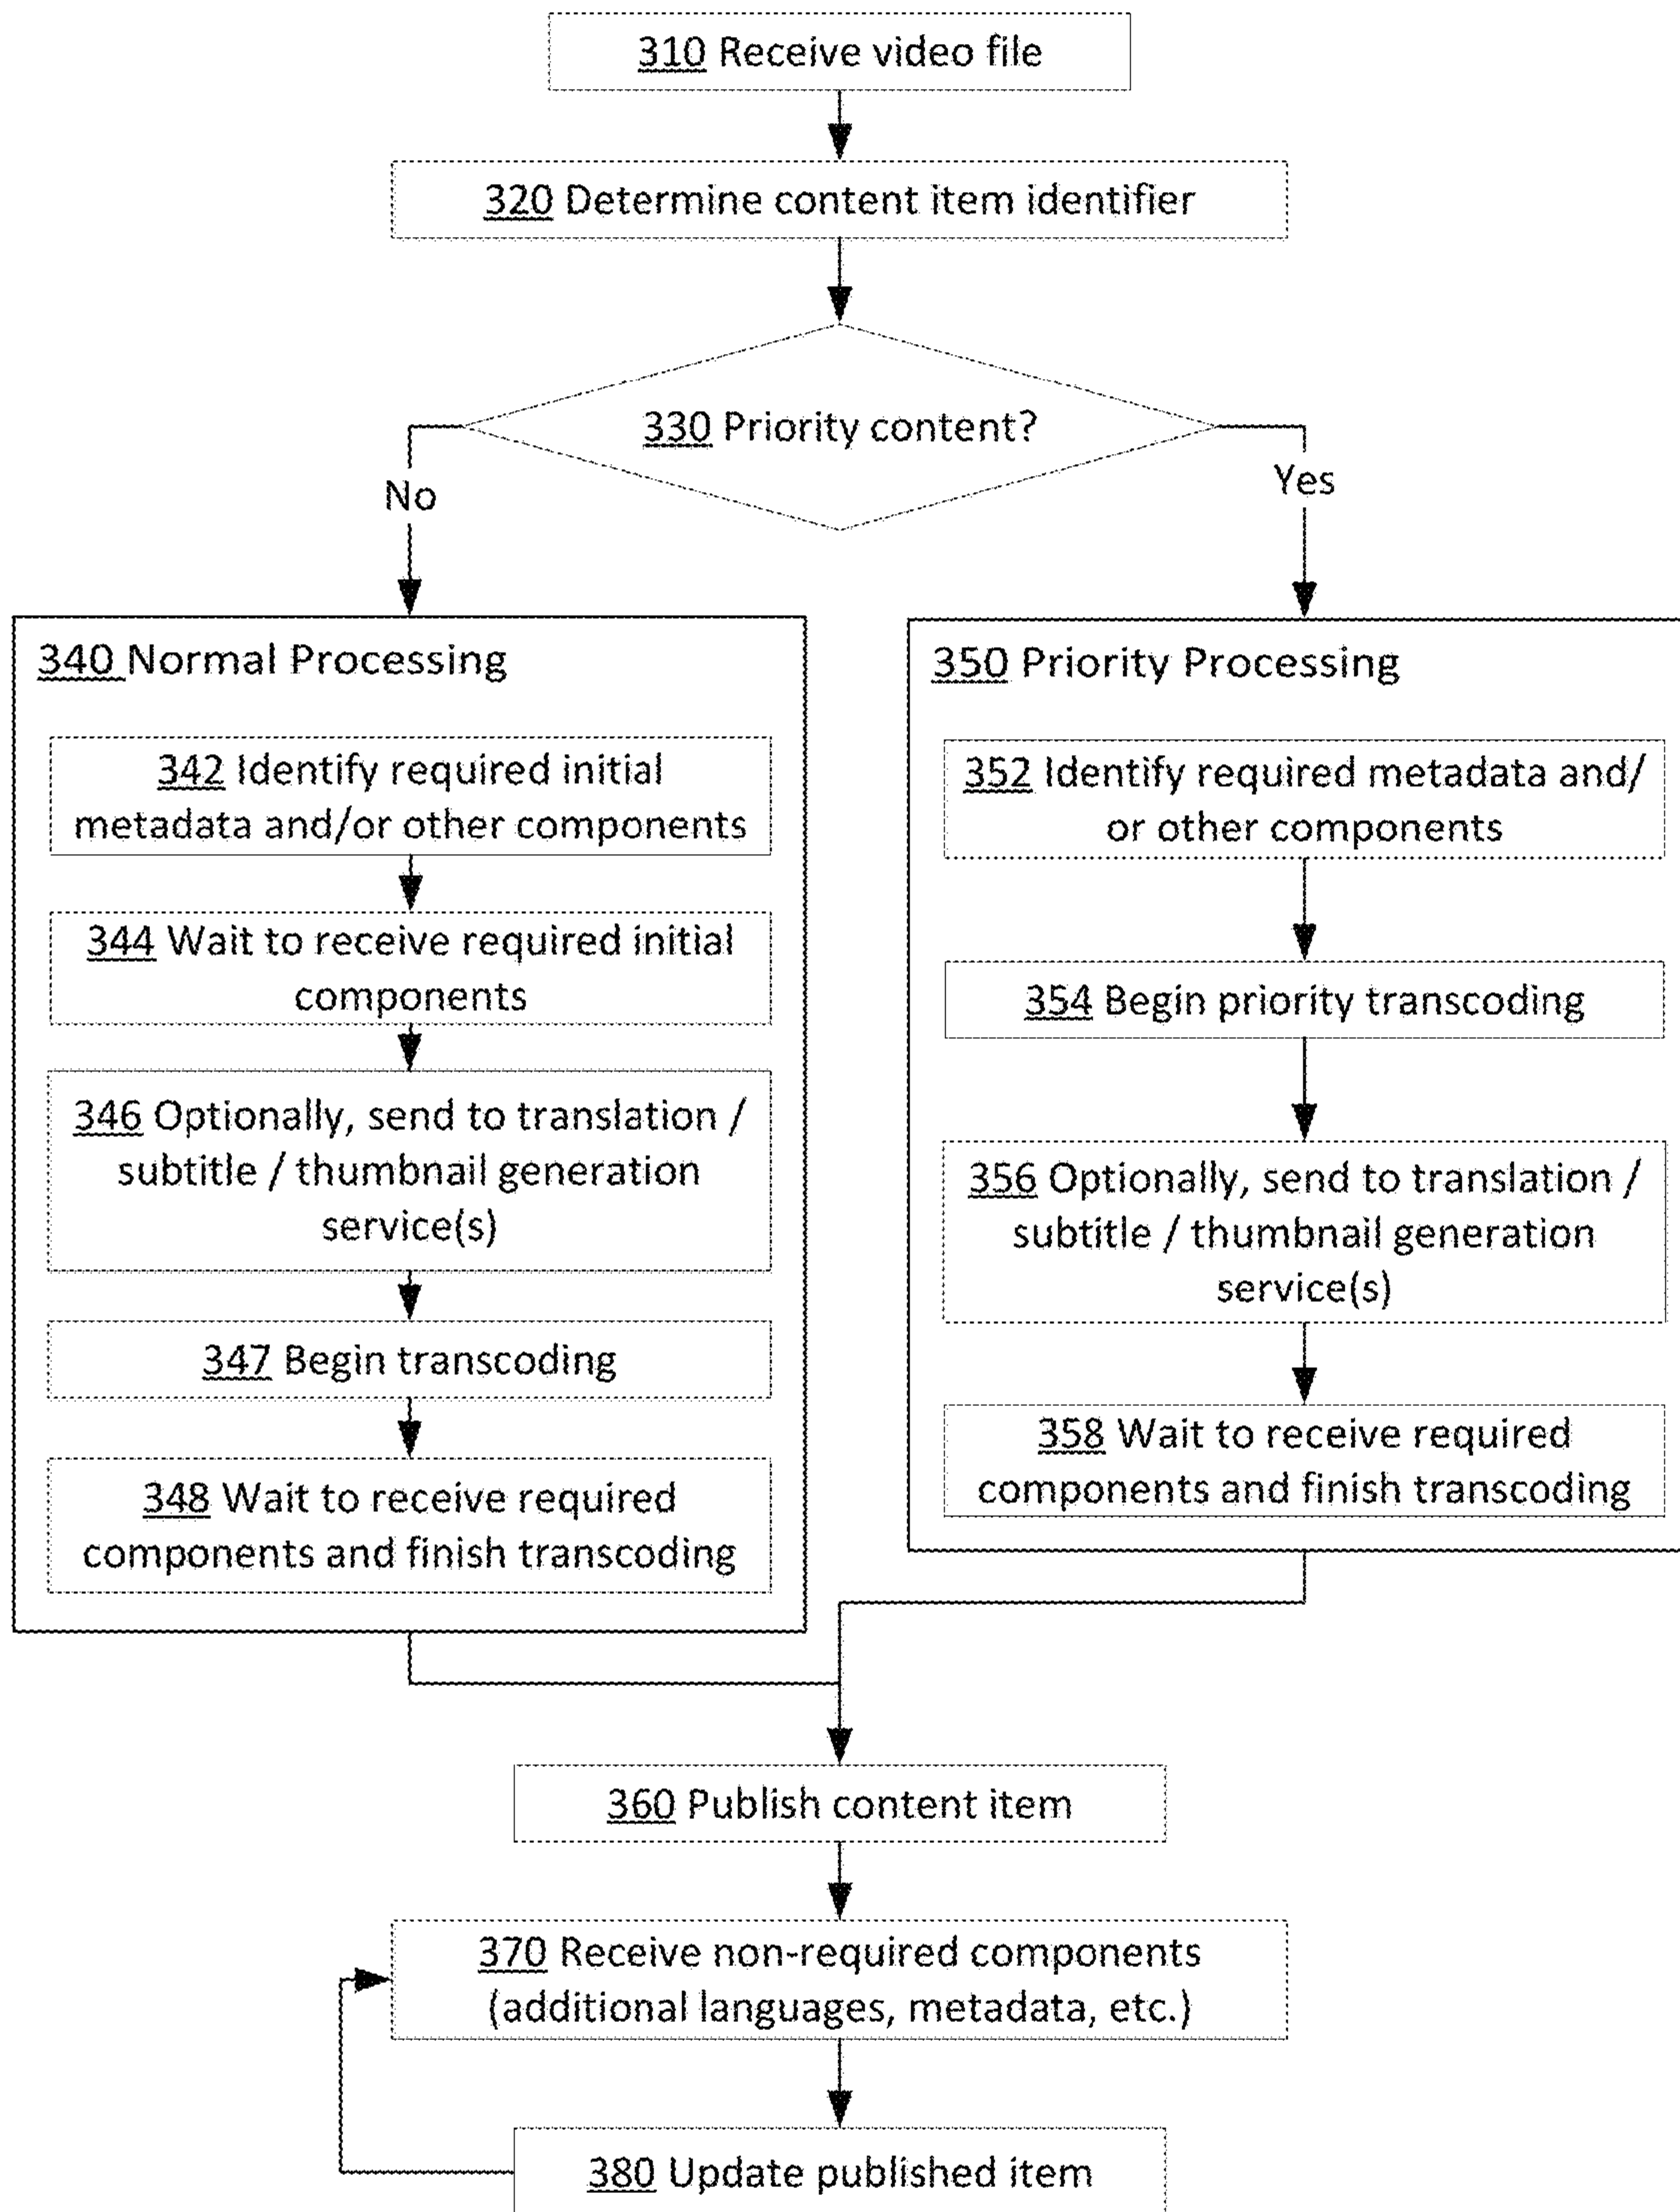 310 Receive video file
320 Determine content item identifier
330 Priority content?
No
Yes
340 Normal Processing
342 Identify required initial
metadata and/or other components
344 Wait to receive required initial
components
346 Optionally, send to translation /
subtitle / thumbnail generation
service(s)
347 Begin transcoding
348 Wait to receive required
components and finish transcoding
350 Priority Processing
352 Identify required metadata and/
or other components
354 Begin priority transcoding
356 Optionally, send to translation /
subtitle / thumbnail generation
service(s)
358 Wait to receive required
components and finish transcoding
360 Publish content item
370 Receive non-required components
(additional languages, metadata, etc.)
380 Update published item